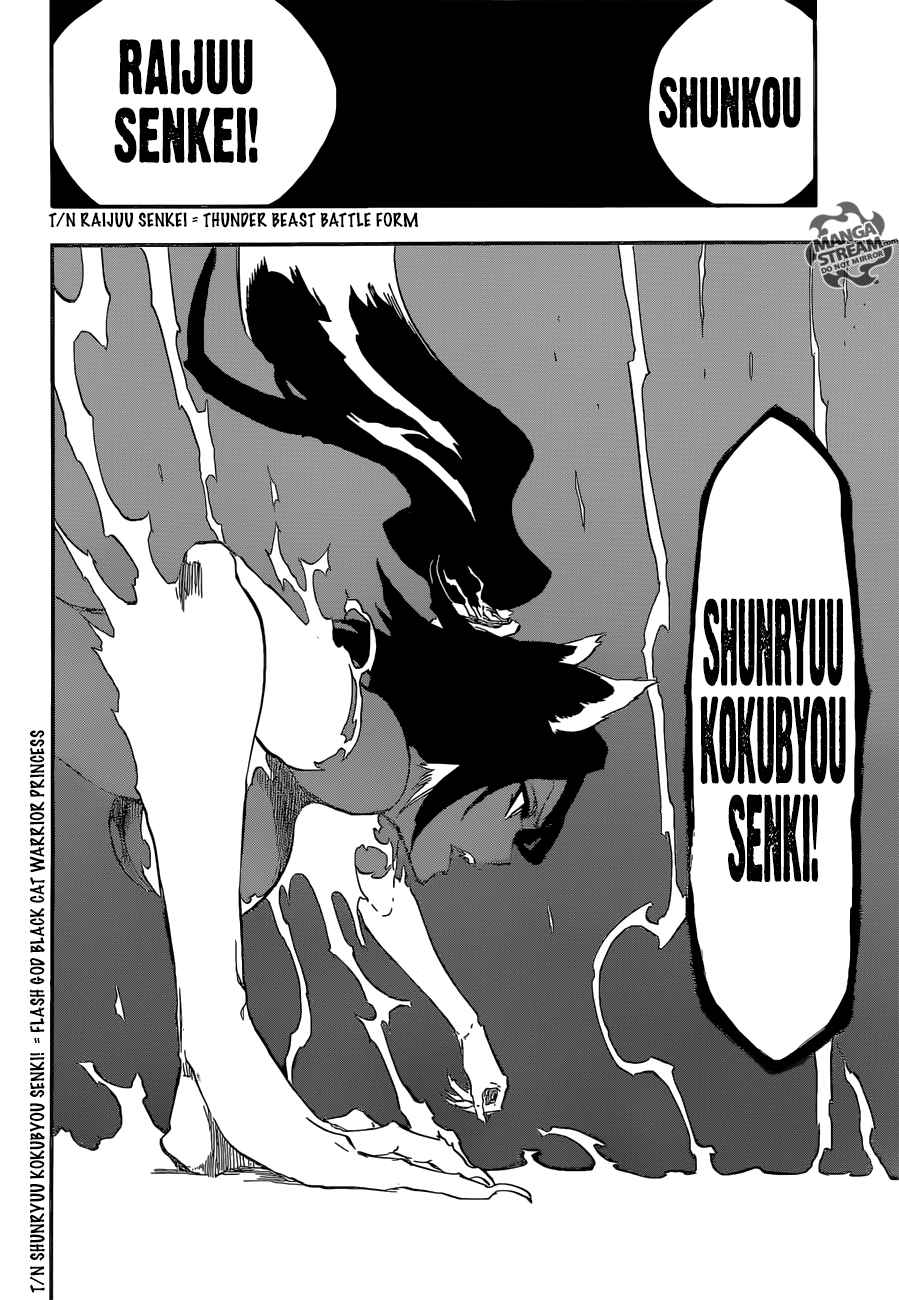 SHUNKOU
RAIJUU
SENKEI!
T/N RAIJUU SENKEI = THUNDER BEAST BATTLE FORM
MANGA
STREAM.com
DO NOT MIRROR
SHUNRYUU
KOKUBYOU
SENKI!
T/N SHUNRYUU KOKUBYOU SENKI! = FLASH GOD BLACK CAT WARRIOR PRINCESS